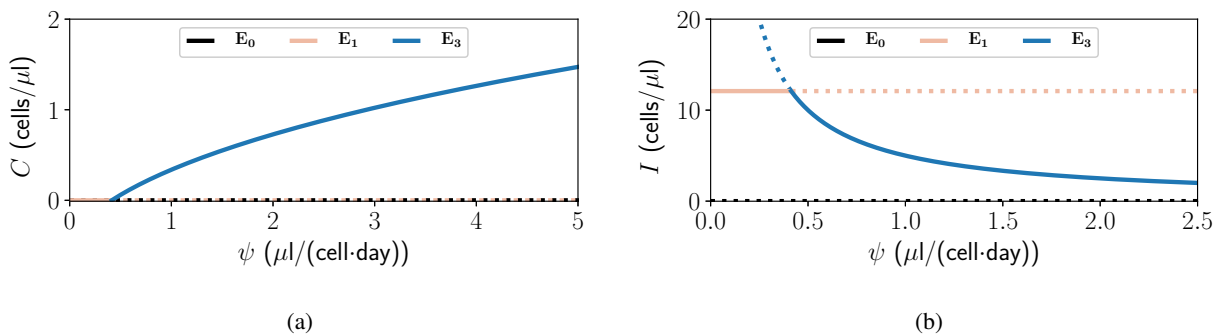 2
1
0
C (cells/μl)
E₀ E₁ E₃
0 1 2 3 4 5
ψ (μl/(cell·day))
(a)
20
10
0
I (cells/μl)
E₀ E₁ E₃
0.0 0.5 1.0 1.5 2.0 2.5
ψ (μl/(cell·day))
(b)